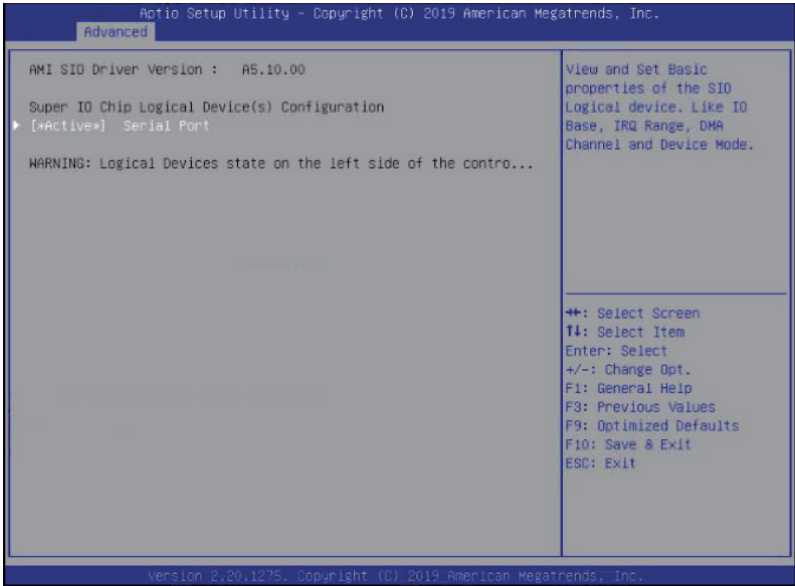 Aptio Setup Utility - Copyright (C) 2019 American Megatrends, Inc.
Advanced
AMI SIO Driver Version :   A5.10.00
Super IO Chip Logical Device(s) Configuration
[*Active*]  Serial Port
WARNING: Logical Devices state on the left side of the contro...
View and Set Basic
properties of the SIO
Logical device. Like IO
Base, IRQ Range, DMA
Channel and Device Mode.
→←: Select Screen
↑↓: Select Item
Enter: Select
+/-: Change Opt.
F1: General Help
F3: Previous Values
F9: Optimized Defaults
F10: Save & Exit
ESC: Exit
Version 2.20.1275. Copyright (C) 2019 American Megatrends, Inc.